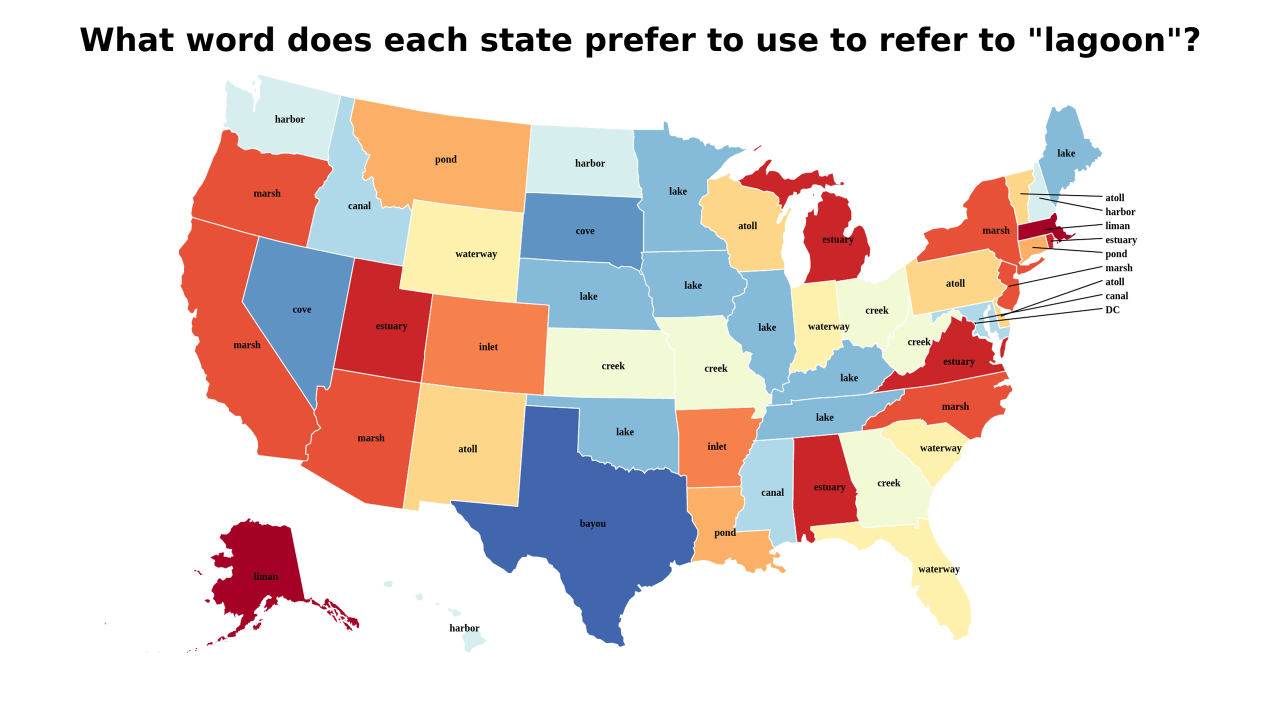 What word does each state prefer to use to refer to "lagoon"?
harbor
marsh
canal
pond
harbor
lake
lake
atoll
harbor
liman
estuary
pond
marsh
atoll
canal
DC
marsh
cove
waterway
atoll
estuary
marsh
cove
estuary
inlet
lake
lake
lake
waterway
creek
atoll
creek
creek
creek
lake
estuary
marsh
atoll
lake
inlet
lake
marsh
waterway
bayou
pond
canal
estuary
creek
waterway
liman
harbor